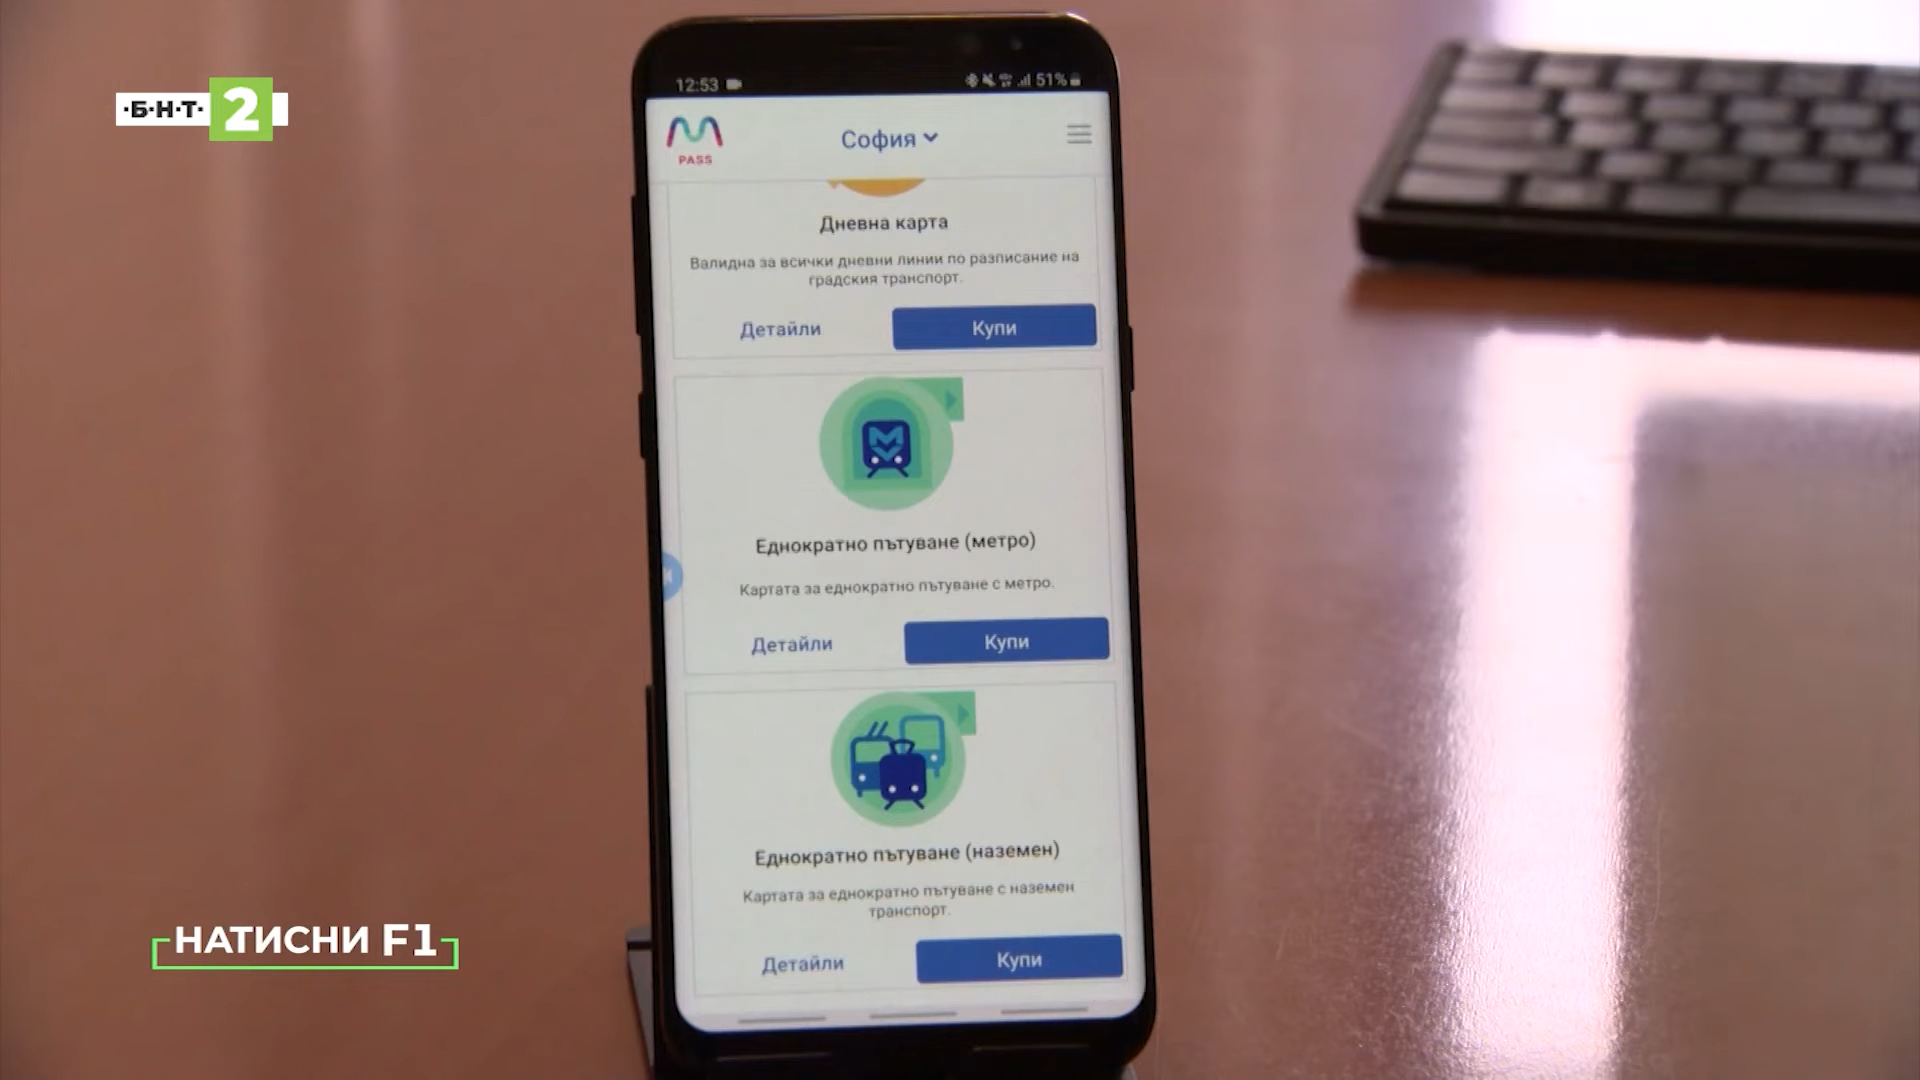 ·Б·Н·Т· 2
12:53 51%
PASS
София
Дневна карта
Валидна за всички дневни линии по разписание на
градския транспорт.
Детайли Купи
Еднократно пътуване (метро)
Картата за еднократно пътуване с метро.
Детайли Купи
Еднократно пътуване (наземен)
Картата за еднократно пътуване с наземен
транспорт.
Детайли Купи
НАТИСНИ F1